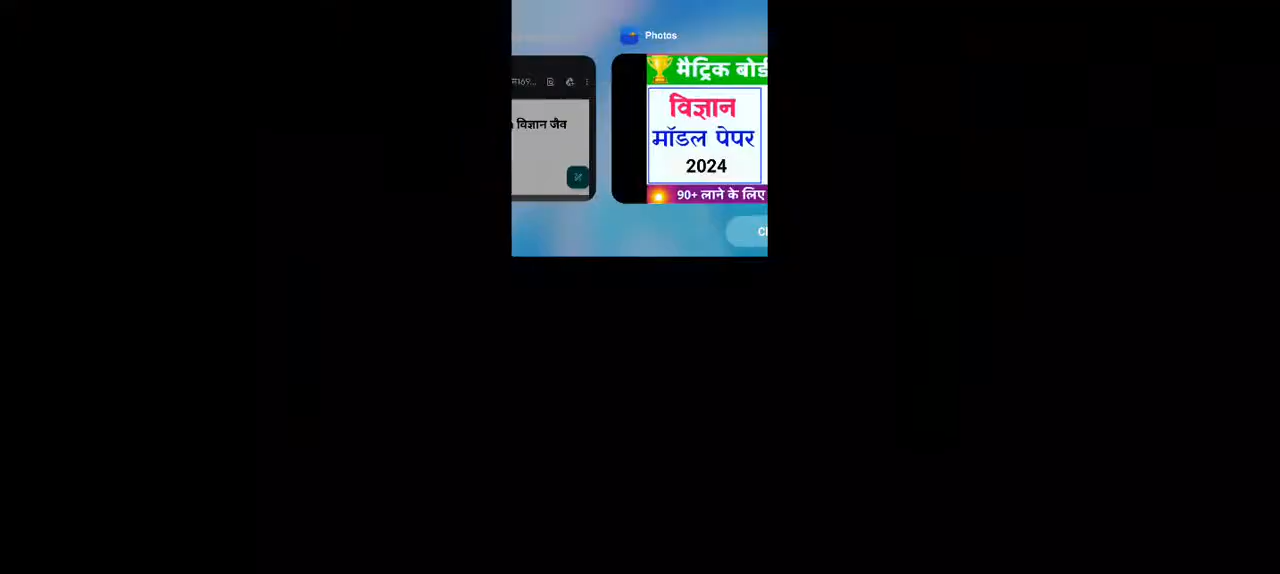 Photos
विज्ञान जैव
मैट्रिक
विज्ञान
मॉडल पेपर
2024
90+ लाने के लिए